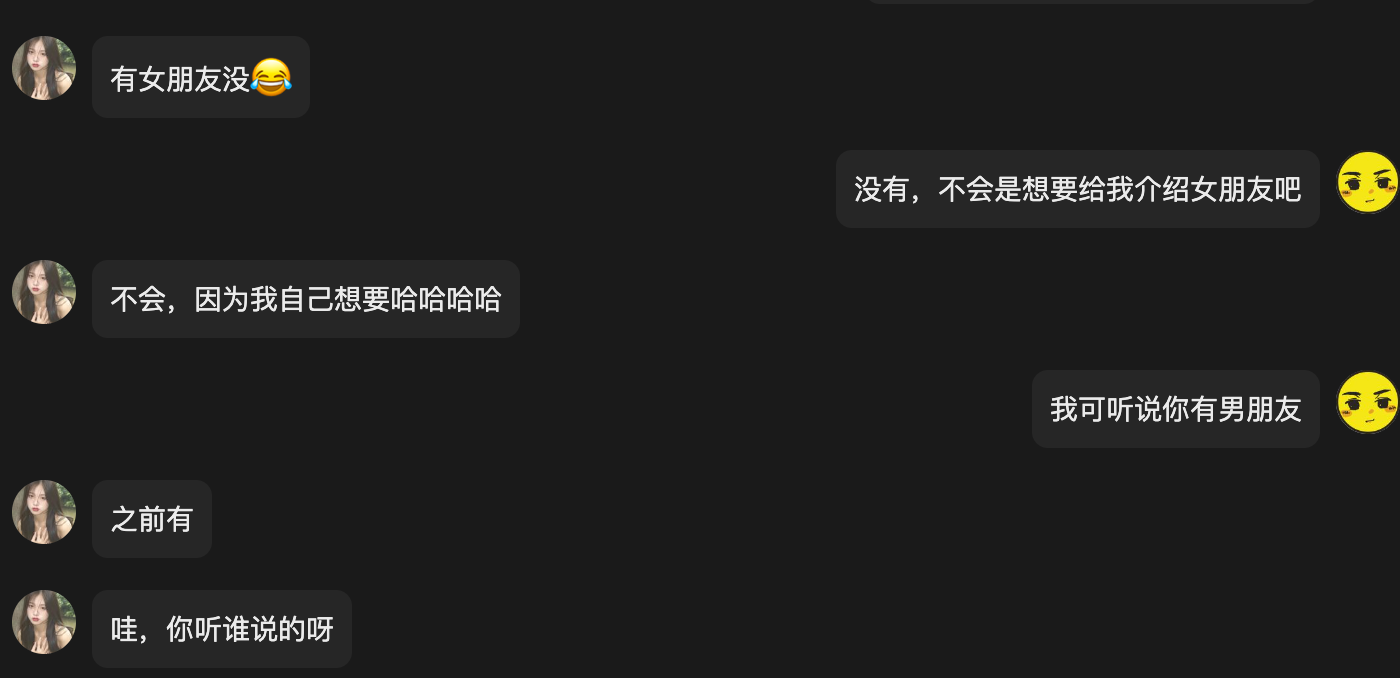 有女朋友没😂
没有，不会是想要给我介绍女朋友吧
不会，因为我自己想要哈哈哈哈
我可听说你有男朋友
之前有
哇，你听谁说的呀